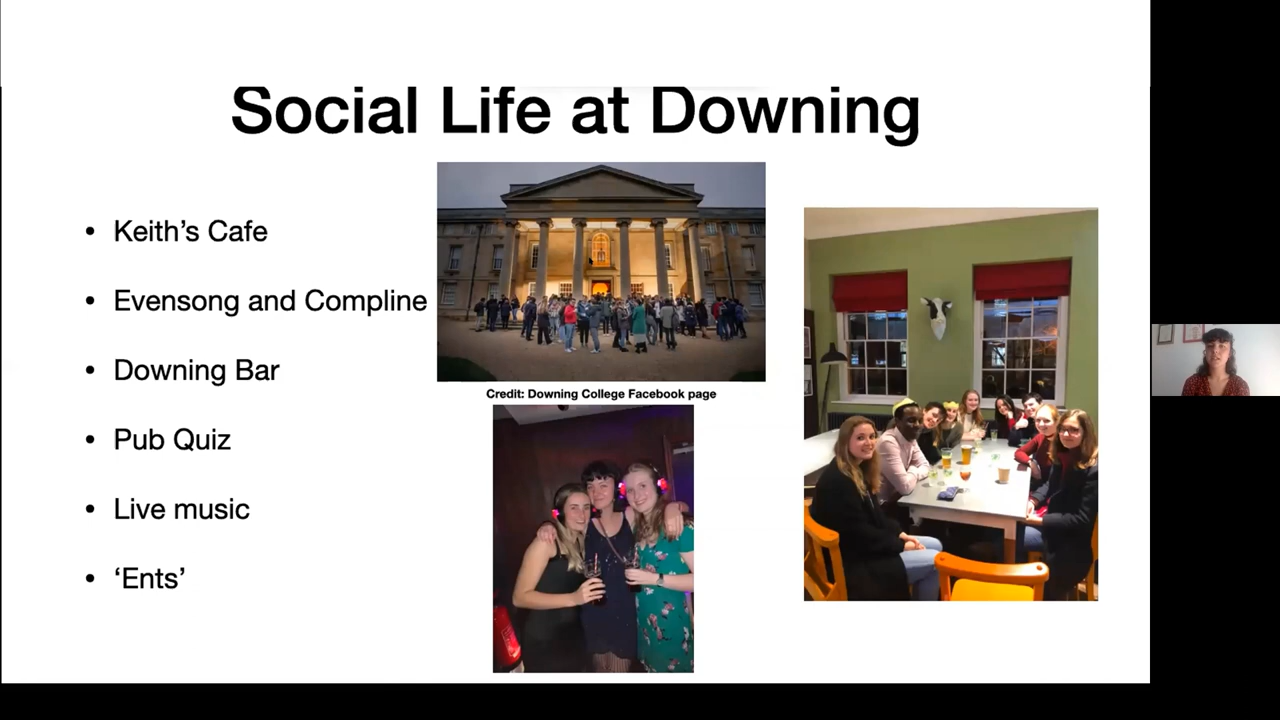 Social Life at Downing
• Keith’s Cafe
• Evensong and Compline
• Downing Bar
• Pub Quiz
• Live music
• ‘Ents’
Credit: Downing College Facebook page